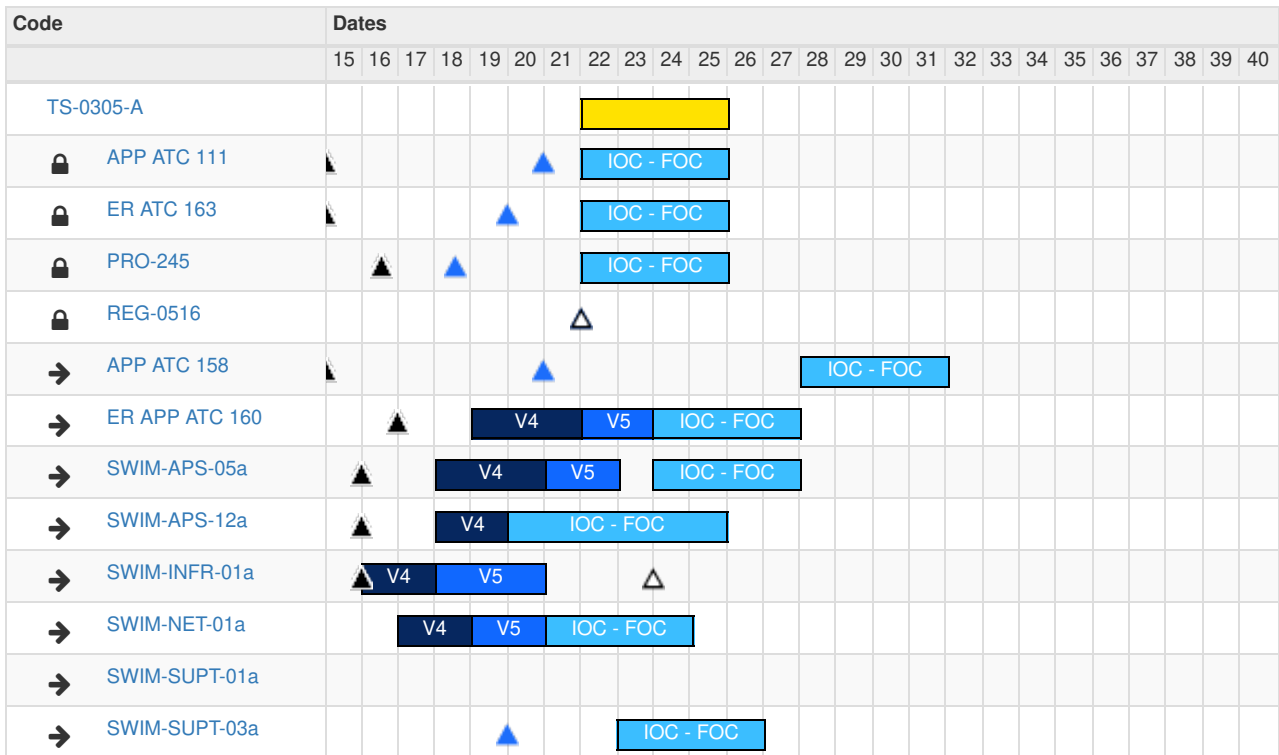 Code Dates
15 16 17 18 19 20 21 22 23 24 25 26 27 28 29 30 31 32 33 34 35 36 37 38 39 40
TS-0305-A
APP ATC 111 IOC - FOC
ER ATC 163 IOC - FOC
PRO-245 IOC - FOC
REG-0516
APP ATC 158 IOC - FOC
ER APP ATC 160 V4 V5 IOC - FOC
SWIM-APS-05a V4 V5 IOC - FOC
SWIM-APS-12a V4 IOC - FOC
SWIM-INFR-01a V4 V5
SWIM-NET-01a V4 V5 IOC - FOC
SWIM-SUPT-01a
SWIM-SUPT-03a IOC - FOC